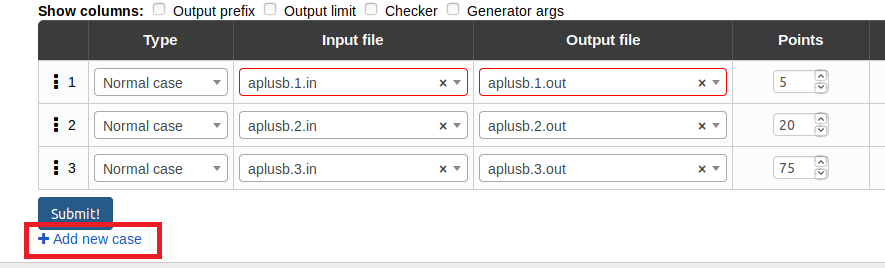 Show columns: Output prefix Output limit Checker Generator args
Type Input file Output file Points
1 Normal case aplusb.1.in × aplusb.1.out × 5
2 Normal case aplusb.2.in × aplusb.2.out × 20
3 Normal case aplusb.3.in × aplusb.3.out × 75
Submit!
+ Add new case